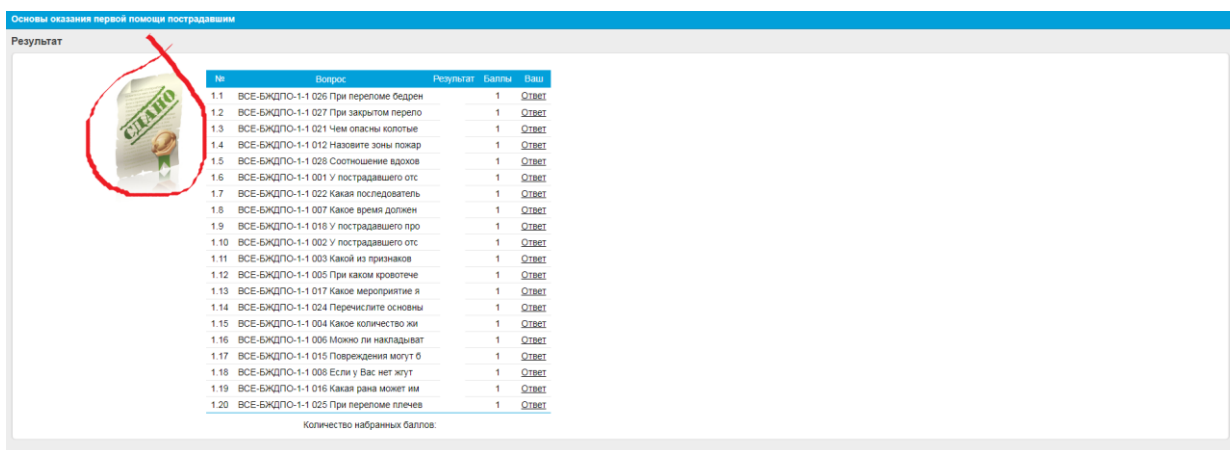 Основы оказания первой помощи пострадавшим
Результат
СДАНО
№ Вопрос Результат Баллы Ваш
1.1 ВСЕ-БЖДПО-1-1 026 При переломе бедрен 1 Ответ
1.2 ВСЕ-БЖДПО-1-1 027 При закрытом перело 1 Ответ
1.3 ВСЕ-БЖДПО-1-1 021 Чем опасны колотые 1 Ответ
1.4 ВСЕ-БЖДПО-1-1 012 Назовите зоны пожар 1 Ответ
1.5 ВСЕ-БЖДПО-1-1 028 Соотношение вдохов 1 Ответ
1.6 ВСЕ-БЖДПО-1-1 001 У пострадавшего отс 1 Ответ
1.7 ВСЕ-БЖДПО-1-1 022 Какая последователь 1 Ответ
1.8 ВСЕ-БЖДПО-1-1 007 Какое время должен 1 Ответ
1.9 ВСЕ-БЖДПО-1-1 018 У пострадавшего про 1 Ответ
1.10 ВСЕ-БЖДПО-1-1 002 У пострадавшего отс 1 Ответ
1.11 ВСЕ-БЖДПО-1-1 003 Какой из признаков 1 Ответ
1.12 ВСЕ-БЖДПО-1-1 005 При каком кровотече 1 Ответ
1.13 ВСЕ-БЖДПО-1-1 017 Какое мероприятие я 1 Ответ
1.14 ВСЕ-БЖДПО-1-1 024 Перечислите основны 1 Ответ
1.15 ВСЕ-БЖДПО-1-1 004 Какое количество жи 1 Ответ
1.16 ВСЕ-БЖДПО-1-1 006 Можно ли накладыват 1 Ответ
1.17 ВСЕ-БЖДПО-1-1 015 Повреждения могут б 1 Ответ
1.18 ВСЕ-БЖДПО-1-1 008 Если у Вас нет жгут 1 Ответ
1.19 ВСЕ-БЖДПО-1-1 016 Какая рана может им 1 Ответ
1.20 ВСЕ-БЖДПО-1-1 025 При переломе плечев 1 Ответ
Количество набранных баллов: